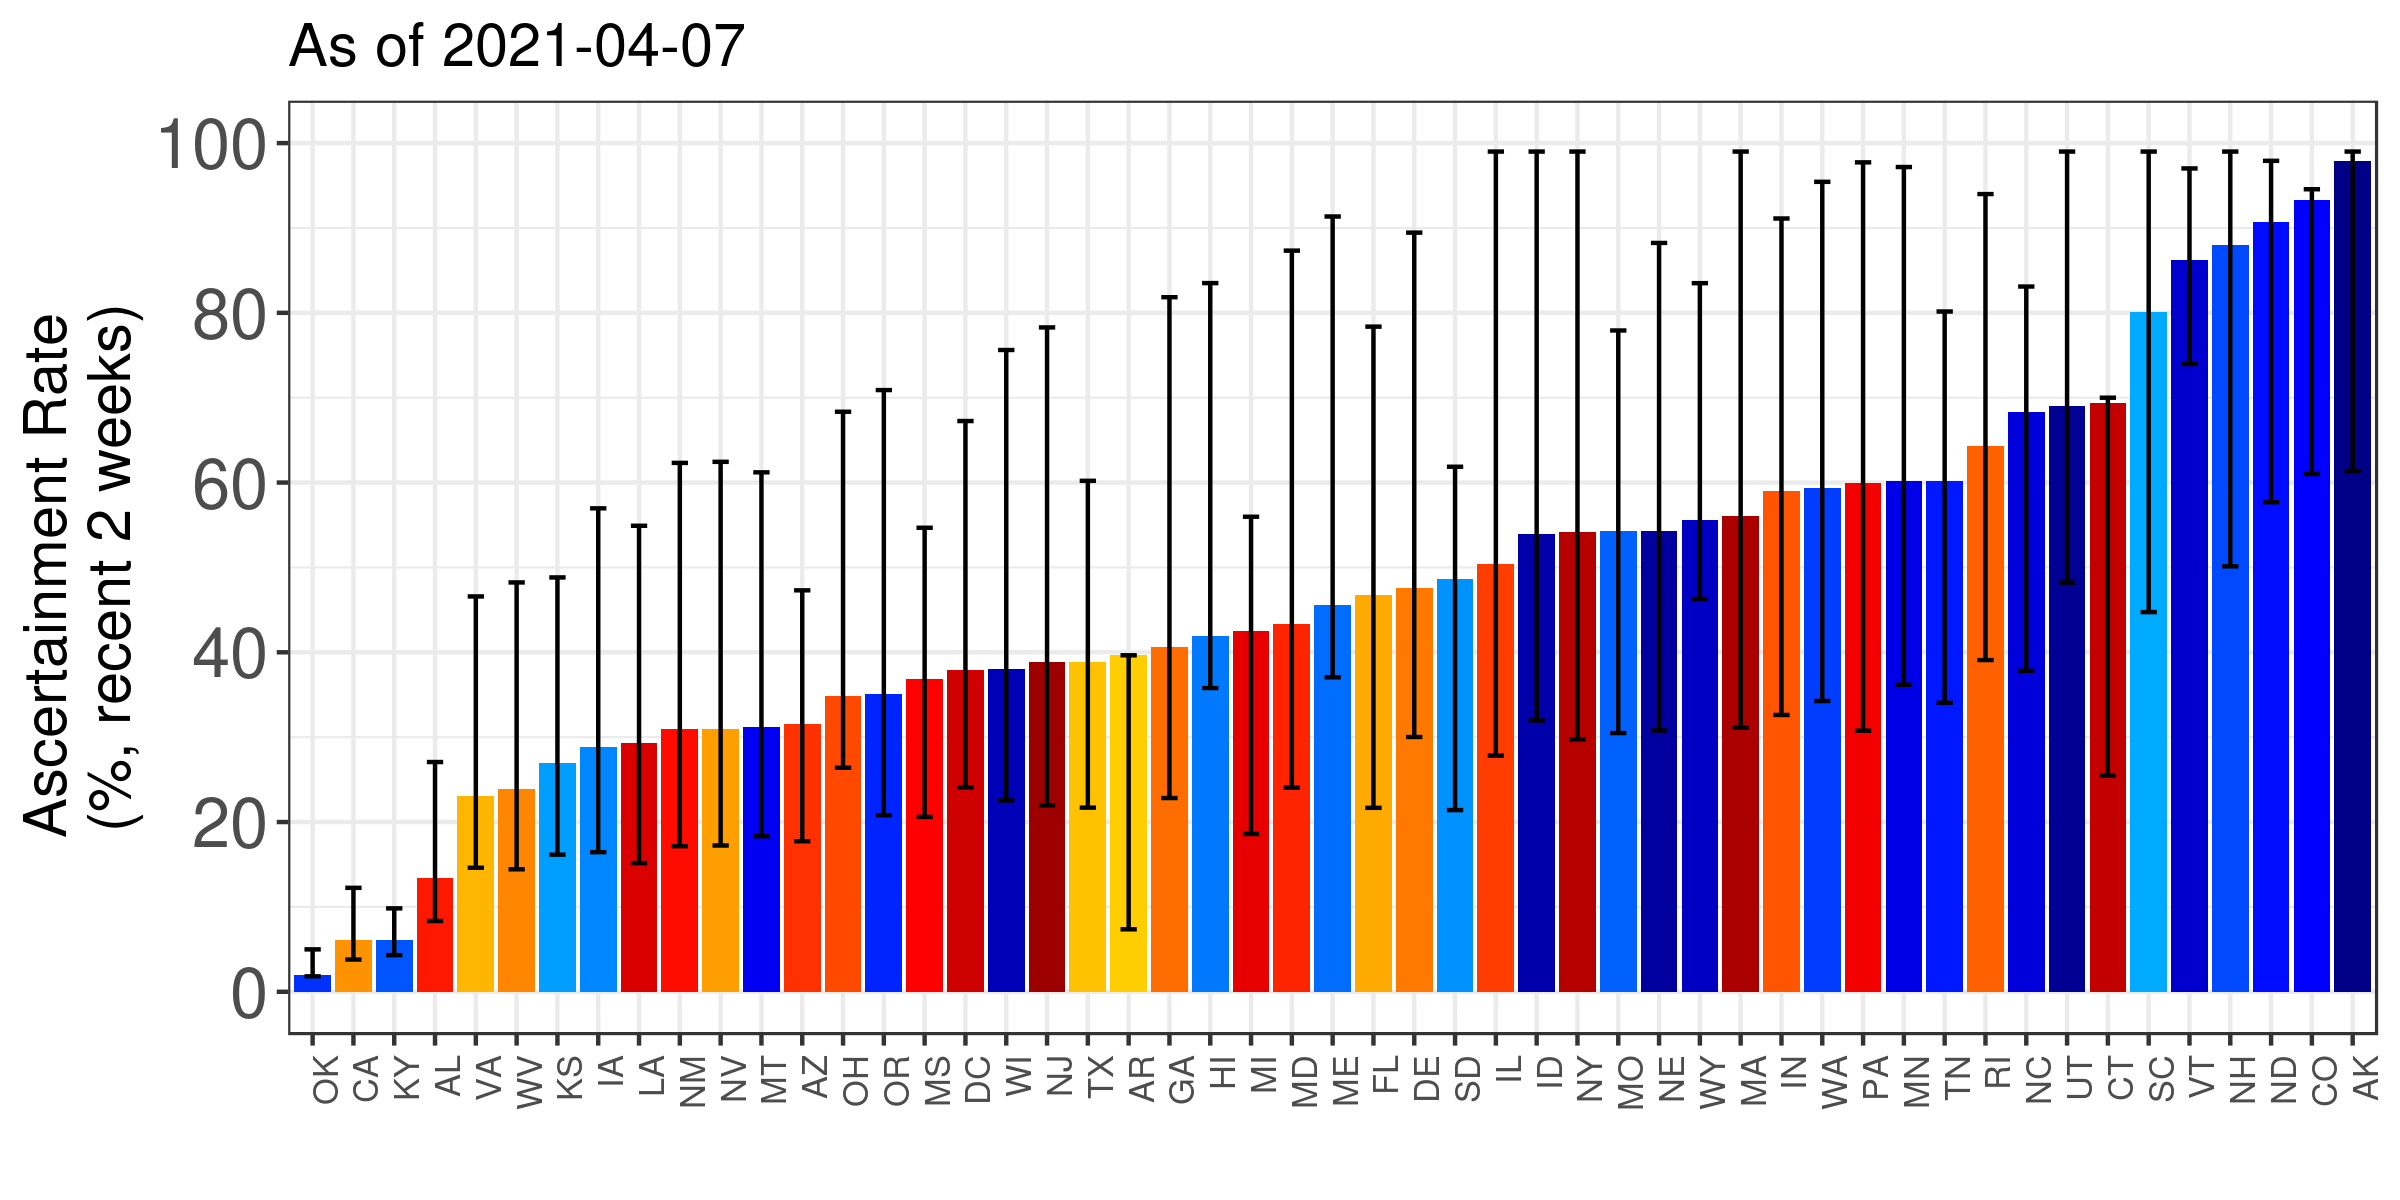 As of 2021-04-07
Ascertainment Rate
(%, recent 2 weeks)
100
80
60
40
20
0
OK CA KY AL VA WV KS IA LA NM NV MT AZ OH OR MS DC WI NJ TX AR GA HI MI MD ME FL DE SD IL ID NY MO NE WY MA IN WA PA MN TN RI NC UT CT SC VT NH ND CO AK